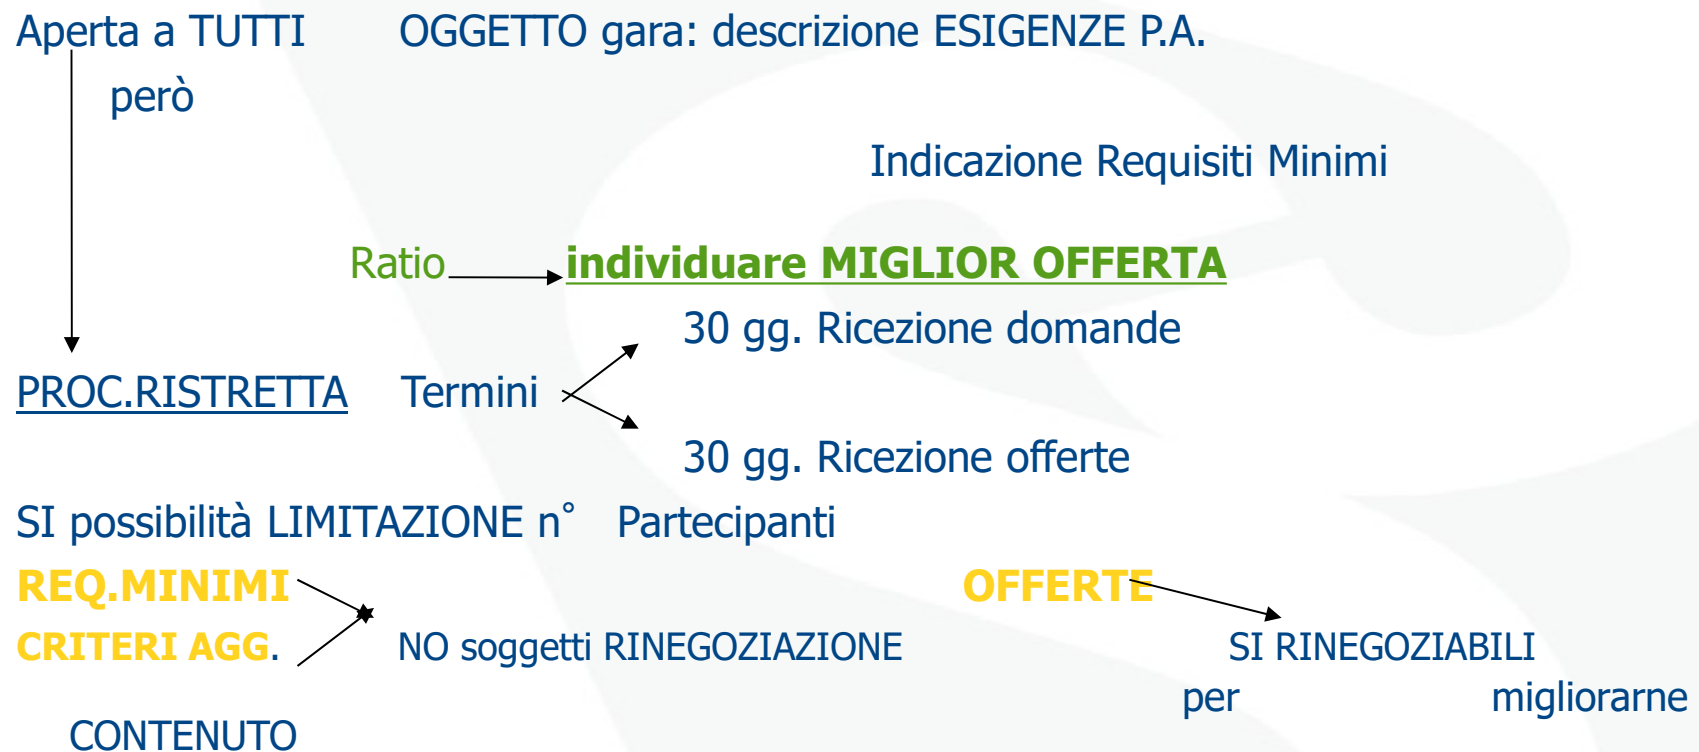 Aperta a TUTTI OGGETTO gara: descrizione ESIGENZE P.A.
però
Indicazione Requisiti Minimi
Ratio individuare MIGLIOR OFFERTA
30 gg. Ricezione domande
PROC.RISTRETTA Termini
30 gg. Ricezione offerte
SI possibilità LIMITAZIONE n° Partecipanti
REQ.MINIMI OFFERTE
CRITERI AGG. NO soggetti RINEGOZIAZIONE SI RINEGOZIABILI
per migliorarne
CONTENUTO